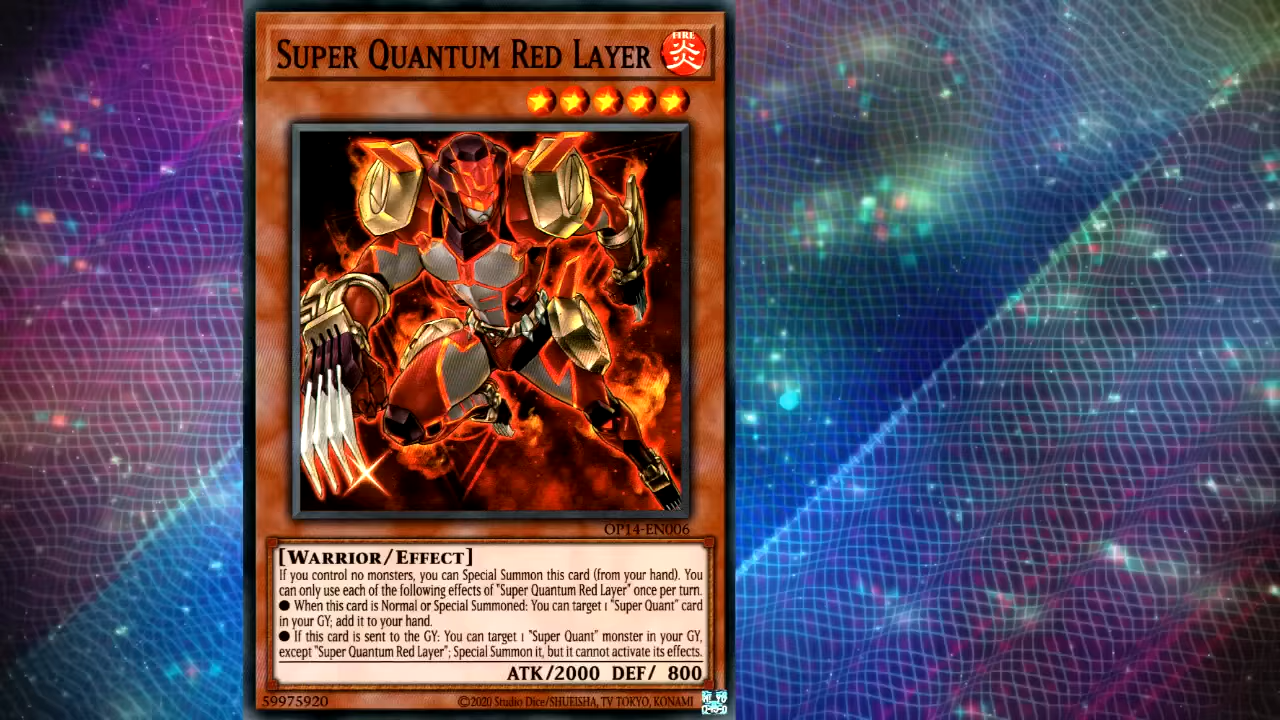 SUPER QUANTUM RED LAYER
FIRE
炎
OP14-EN006
[WARRIOR/EFFECT]
If you control no monsters, you can Special Summon this card (from your hand). You
can only use each of the following effects of "Super Quantum Red Layer" once per turn.
● When this card is Normal or Special Summoned: You can target 1 "Super Quant" card
in your GY; add it to your hand.
● If this card is sent to the GY: You can target 1 "Super Quant" monster in your GY,
except "Super Quantum Red Layer"; Special Summon it, but it cannot activate its effects.
ATK/2000 DEF/ 800
59975920
©2020 Studio Dice/SHUEISHA, TV TOKYO, KONAMI